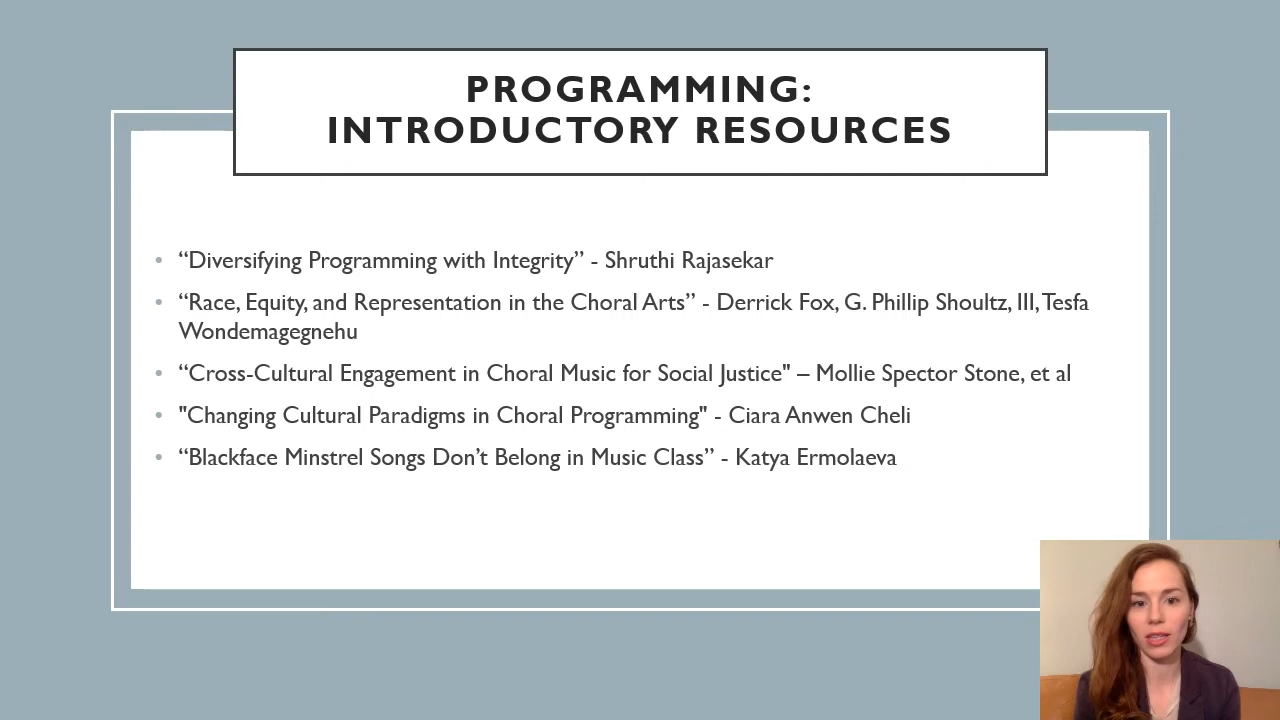 PROGRAMMING:
INTRODUCTORY RESOURCES
• “Diversifying Programming with Integrity” - Shruthi Rajasekar
• “Race, Equity, and Representation in the Choral Arts” - Derrick Fox, G. Phillip Shoultz, III, Tesfa
Wondemagegnehu
• “Cross-Cultural Engagement in Choral Music for Social Justice" – Mollie Spector Stone, et al
• "Changing Cultural Paradigms in Choral Programming" - Ciara Anwen Cheli
• “Blackface Minstrel Songs Don’t Belong in Music Class” - Katya Ermolaeva